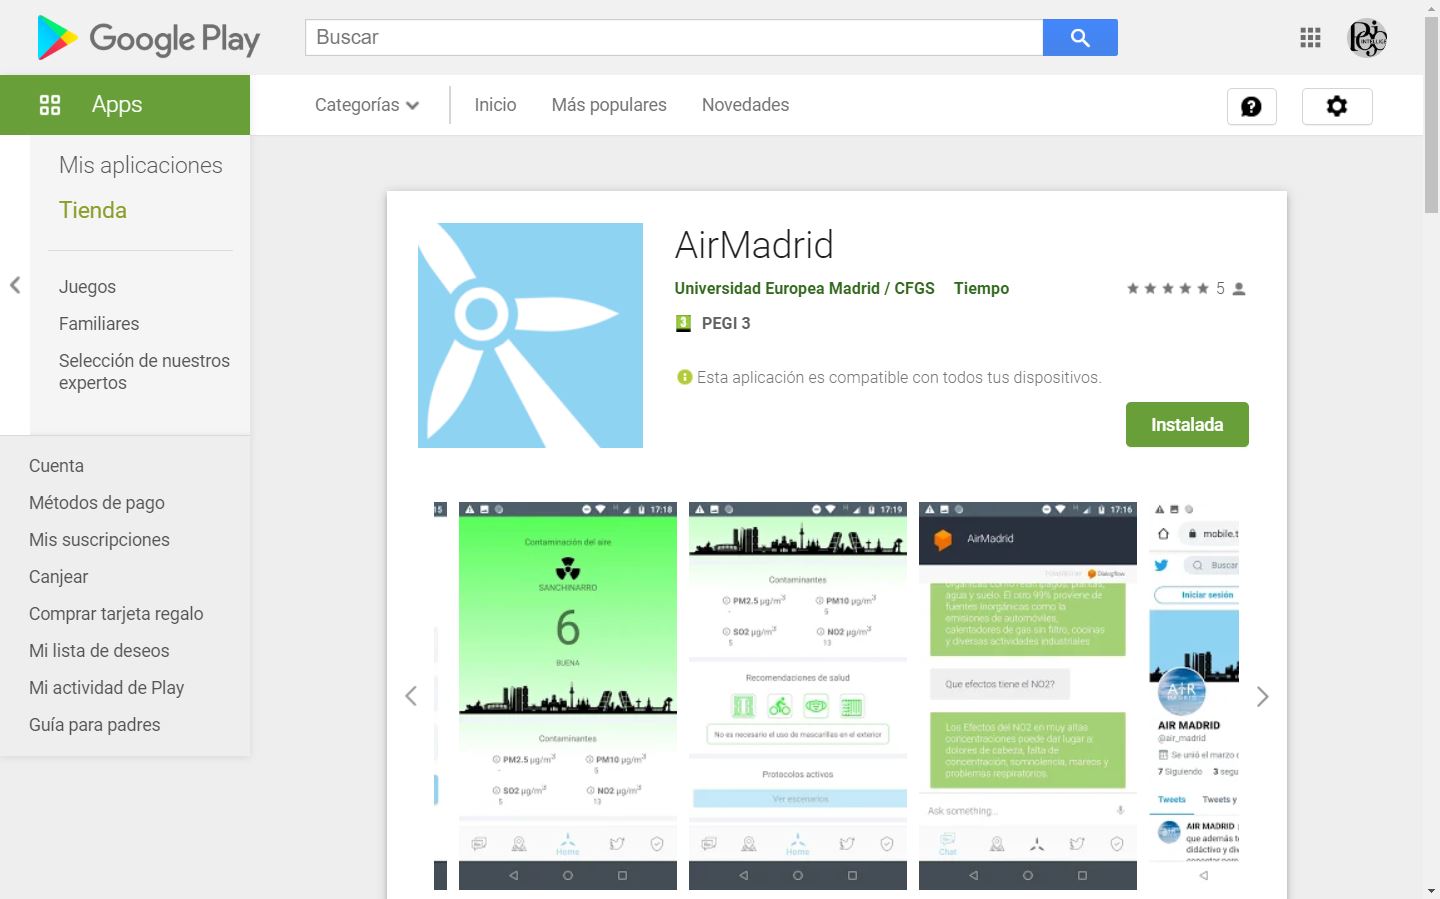 Google Play
Buscar
Apps
Categorías
Inicio
Más populares
Novedades
Mis aplicaciones
Tienda
Juegos
Familiares
Selección de nuestros
expertos
Cuenta
Métodos de pago
Mis suscripciones
Canjear
Comprar tarjeta regalo
Mi lista de deseos
Mi actividad de Play
Guía para padres
AirMadrid
Universidad Europea Madrid / CFGS
Tiempo
5
3
PEGI 3
Esta aplicación es compatible con todos tus dispositivos.
Instalada
15
17:18
Contaminación del aire
SANCHINARRO
6
BUENA
Contaminantes
PM2.5 µg/m3
-
PM10 µg/m3
5
SO2 µg/m3
5
NO2 µg/m3
13
Home
17:19
Contaminantes
PM2.5 µg/m3
-
PM10 µg/m3
5
SO2 µg/m3
5
NO2 µg/m3
13
Recomendaciones de salud
No es necesario el uso de mascarillas en el exterior
Protocolos activos
Ver escenarios
Home
17:16
AirMadrid
POWERED BY Dialogflow
agua y suelo. El otro 99% proviene de
fuentes inorgánicas como la
emisiones de automóviles,
calentadores de gas sin filtro, cocinas
y diversas actividades industriales
Que efectos tiene el NO2?
Los Efectos del NO2 en muy altas
concentraciones puede dar lugar a
dolores de cabeza, falta de
concentración, somnolencia, mareos y
problemas respiratorios.
Ask something...
Chat
mobile.t
Buscar
Iniciar sesión
AIR
MADRID
AIR MADRID
@air_madrid
Se unió el marzo d
7 Siguiendo 3 segu
Tweets
Tweets y
AIR MADRID
que además t
didáctivo y div